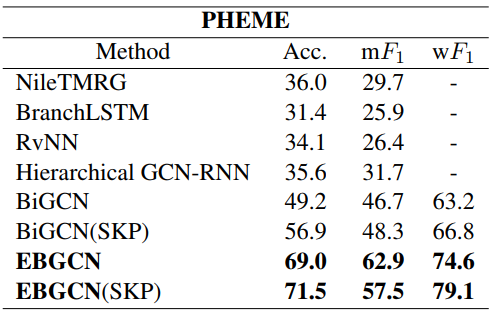 PHEME
Method Acc. mF1 wF1
NileTMRG 36.0 29.7 -
BranchLSTM 31.4 25.9 -
RvNN 34.1 26.4 -
Hierarchical GCN-RNN 35.6 31.7 -
BiGCN 49.2 46.7 63.2
BiGCN(SKP) 56.9 48.3 66.8
EBGCN 69.0 62.9 74.6
EBGCN(SKP) 71.5 57.5 79.1